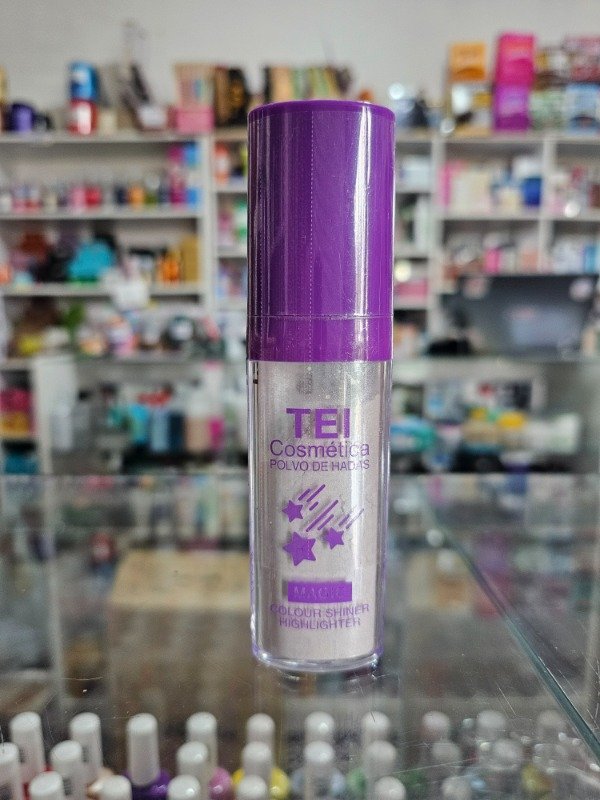 TEI
Cosmética
POLVO DE HADAS
MAGIC
COLOUR SHINER
HIGHLIGHTER